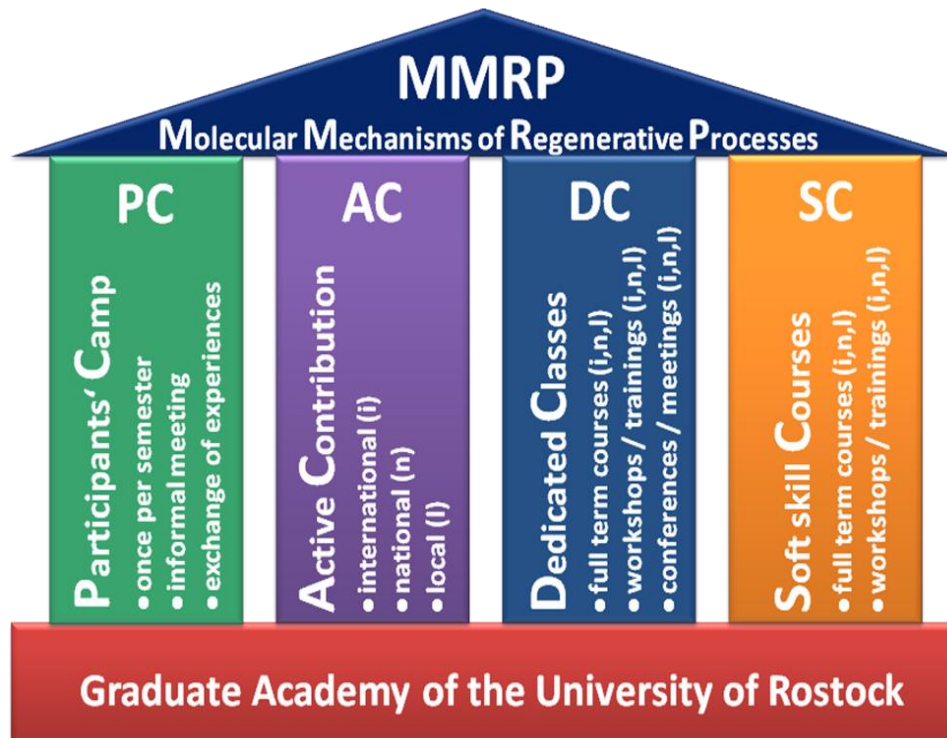 MMRP
Molecular Mechanisms of Regenerative Processes
PC
Participants‘ Camp
• once per semester
• informal meeting
• exchange of experiences
AC
Active Contribution
• international (i)
• national (n)
• local (l)
DC
Dedicated Classes
• full term courses (i,n,l)
• workshops / trainings (i,n,l)
• conferences / meetings (i,n,l)
SC
Soft skill Courses
• full term courses (i,n,l)
• workshops / trainings (i,n,l)
Graduate Academy of the University of Rostock